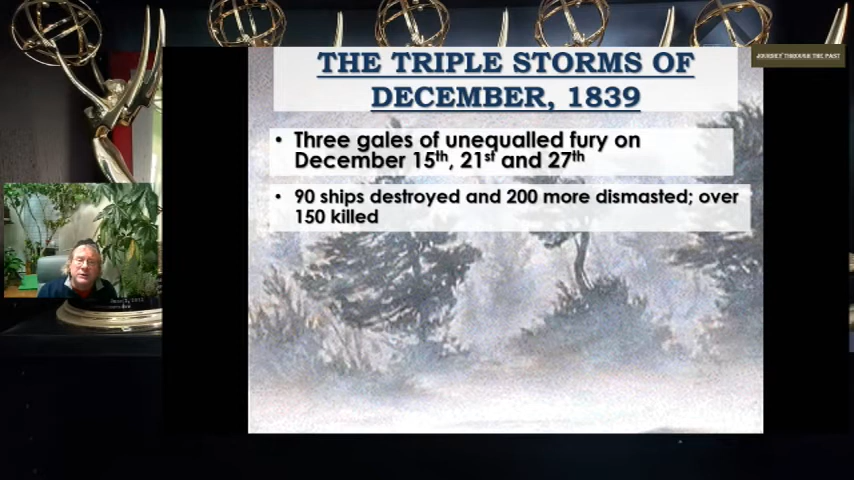 THE TRIPLE STORMS OF
DECEMBER, 1839
JOURNEY THROUGH THE PAST
• Three gales of unequalled fury on
December 15th, 21st and 27th
• 90 ships destroyed and 200 more dismasted; over
150 killed